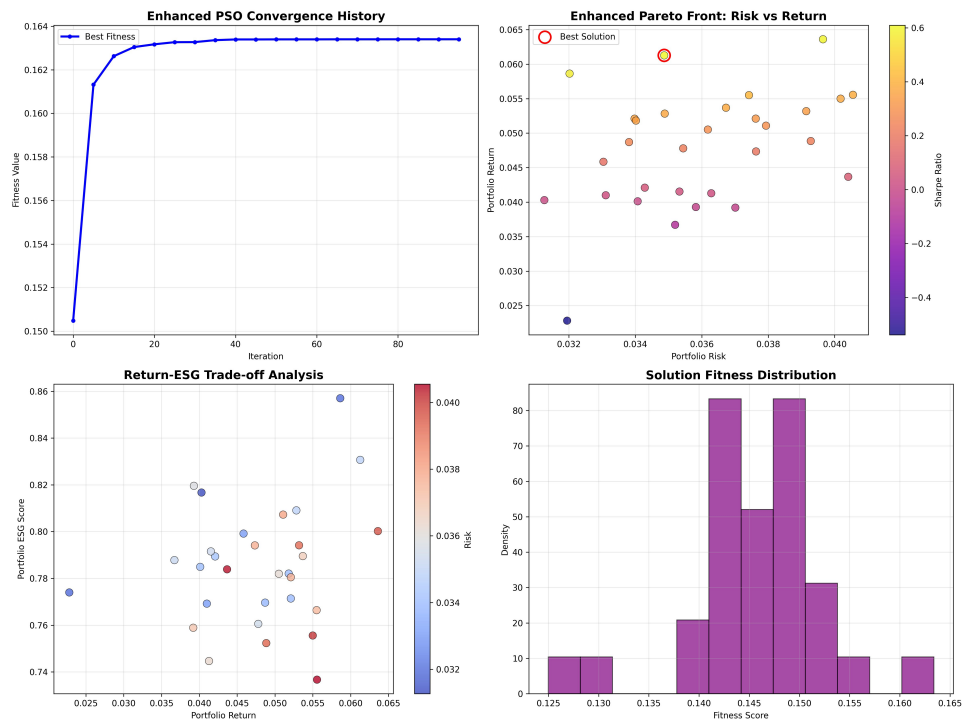 Enhanced PSO Convergence History
Best Fitness
Fitness Value
0.164
0.162
0.160
0.158
0.156
0.154
0.152
0.150
0 20 40 60 80
Iteration
Enhanced Pareto Front: Risk vs Return
Best Solution
Portfolio Return
0.065
0.060
0.055
0.050
0.045
0.040
0.035
0.030
0.025
0.032 0.034 0.036 0.038 0.040
Portfolio Risk
0.6
0.4
0.2
0.0
−0.2
−0.4
Sharpe Ratio
Return-ESG Trade-off Analysis
Portfolio ESG Score
0.86
0.84
0.82
0.80
0.78
0.76
0.74
0.025 0.030 0.035 0.040 0.045 0.050 0.055 0.060 0.065
Portfolio Return
0.040
0.038
0.036
0.034
0.032
Risk
Solution Fitness Distribution
Density
80
70
60
50
40
30
20
10
0
0.125 0.130 0.135 0.140 0.145 0.150 0.155 0.160 0.165
Fitness Score